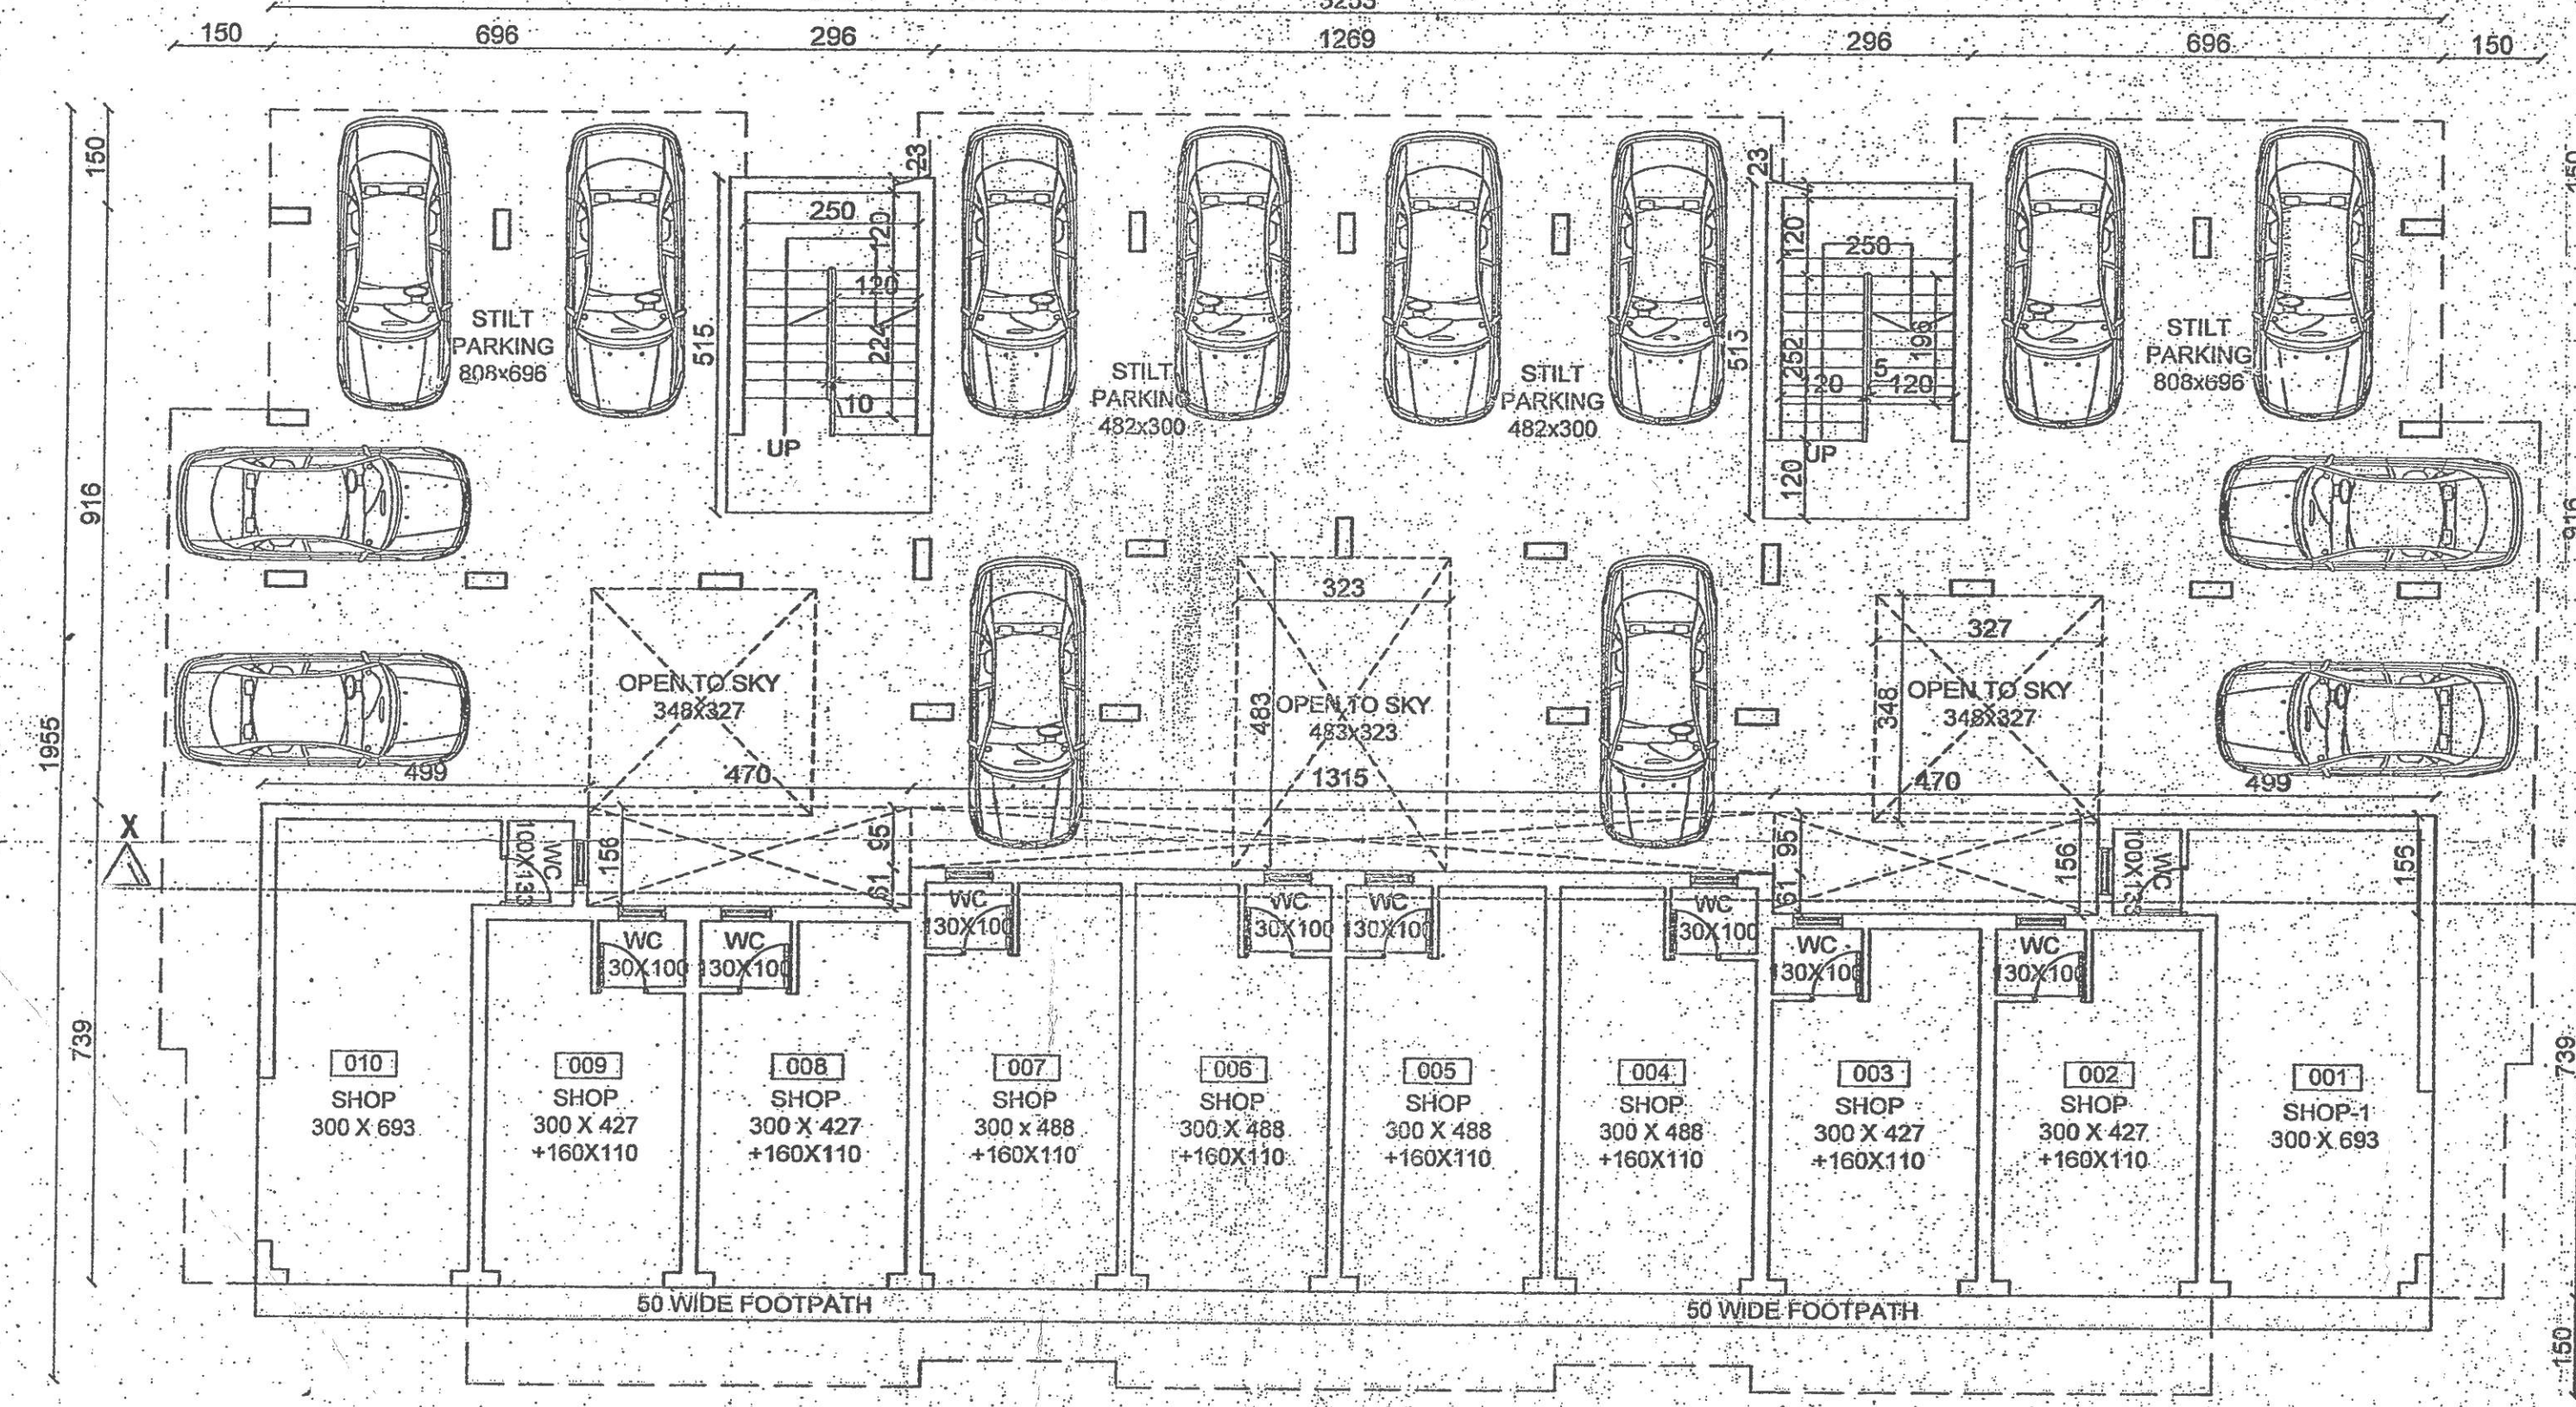 3253
150 696 296 1269 296 696 150
150
916
1955
739
23
250
120
120
224
515
10
UP
STILT
PARKING
808x696
STILT
PARKING
482x300
STILT
PARKING
482x300
23
120
250
513
252
196
5
120
120
UP
120
STILT
PARKING
808x696
150
916
739
150
OPEN TO SKY
348X327
323
483
OPEN TO SKY
483x323
327
348
OPEN TO SKY
348X327
499 470 1315 470 499
X
WC
100X133
156
95
61
WC
130X100
WC
130X100
WC
130X100
WC
130X100
WC
130X100
WC
130X100
95
61
156
WC
130X100
WC
130X100
WC
100X133
155
010
SHOP
300 X 693
009
SHOP
300 X 427
+160X110
008
SHOP
300 X 427
+160X110
007
SHOP
300 x 488
+160X110
006
SHOP
300 X 488
+160X110
005
SHOP
300 X 488
+160X110
004
SHOP
300 X 488
+160X110
003
SHOP
300 X 427
+160X110
002
SHOP
300 X 427
+160X110
001
SHOP-1
300 X 693
50 WIDE FOOTPATH 50 WIDE FOOTPATH